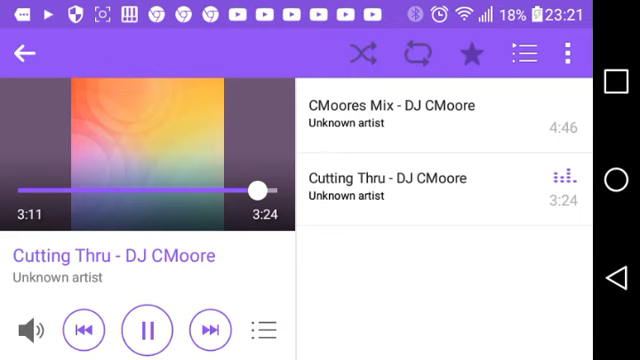 18% 23:21
CMoores Mix - DJ CMoore
Unknown artist
4:46
Cutting Thru - DJ CMoore
Unknown artist
3:24
3:11 3:24
Cutting Thru - DJ CMoore
Unknown artist